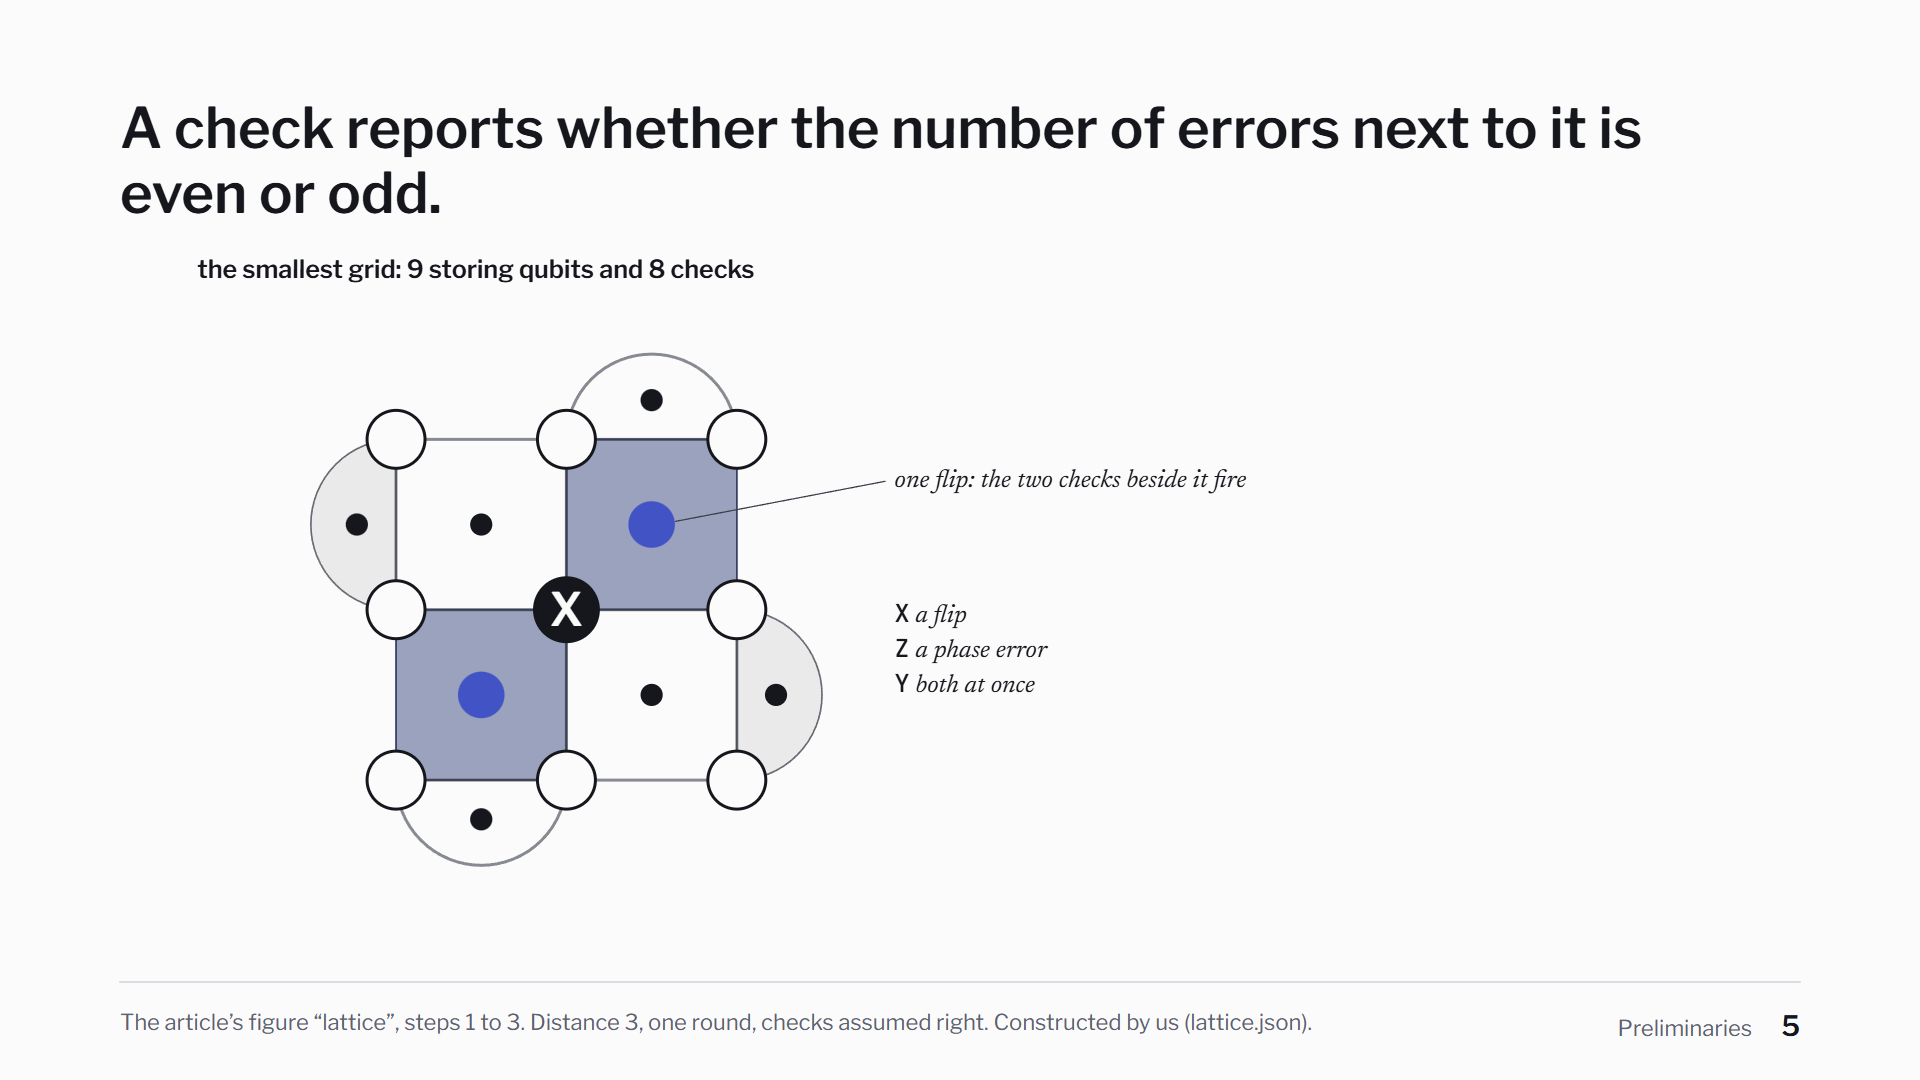 A check reports whether the number of errors next to it is
even or odd.
the smallest grid: 9 storing qubits and 8 checks
one flip: the two checks beside it fire
X
X a flip
Z a phase error
Y both at once
The article’s figure “lattice”, steps 1 to 3. Distance 3, one round, checks assumed right. Constructed by us (lattice.json).
Preliminaries 5